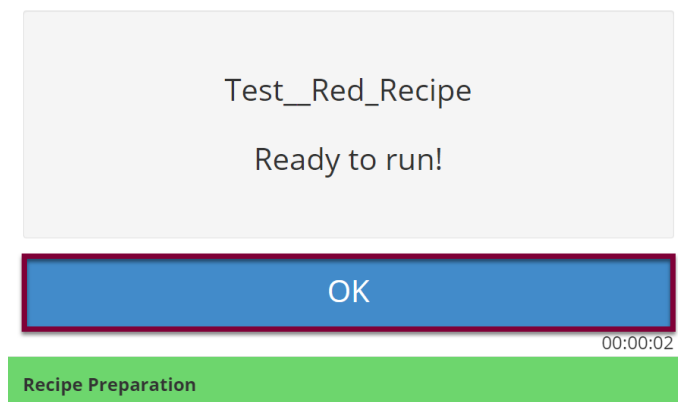 Test__Red_Recipe
Ready to run!
OK
00:00:02
Recipe Preparation